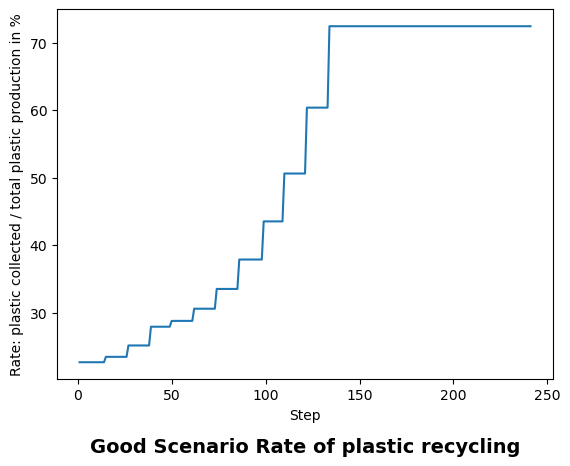 Rate: plastic collected / total plastic production in %
70
60
50
40
30
0 50 100 150 200 250
Step
Good Scenario Rate of plastic recycling